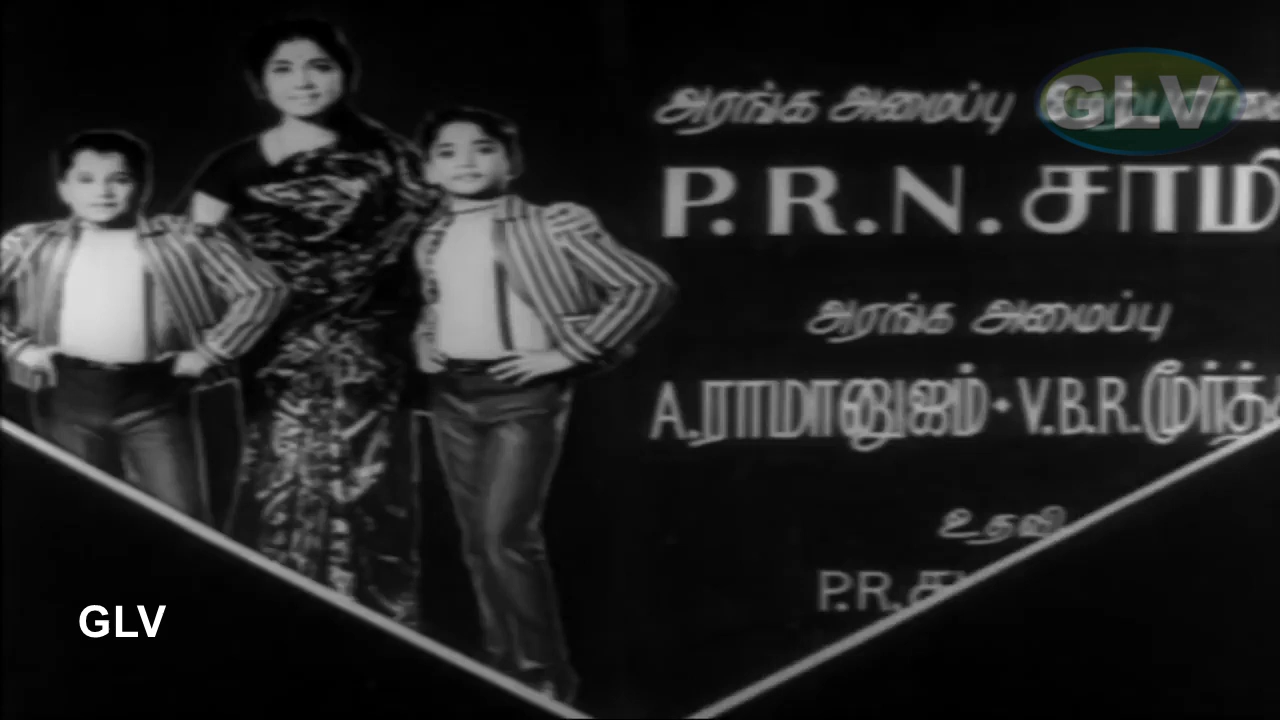 அரங்க அமைப்பு மேற்பார்வை
GLV
P.R.N. சாமி
அரங்க அமைப்பு
A.ராமானுஜம் • V.B.R.மூர்த்தி
உதவி
P.R.
GLV